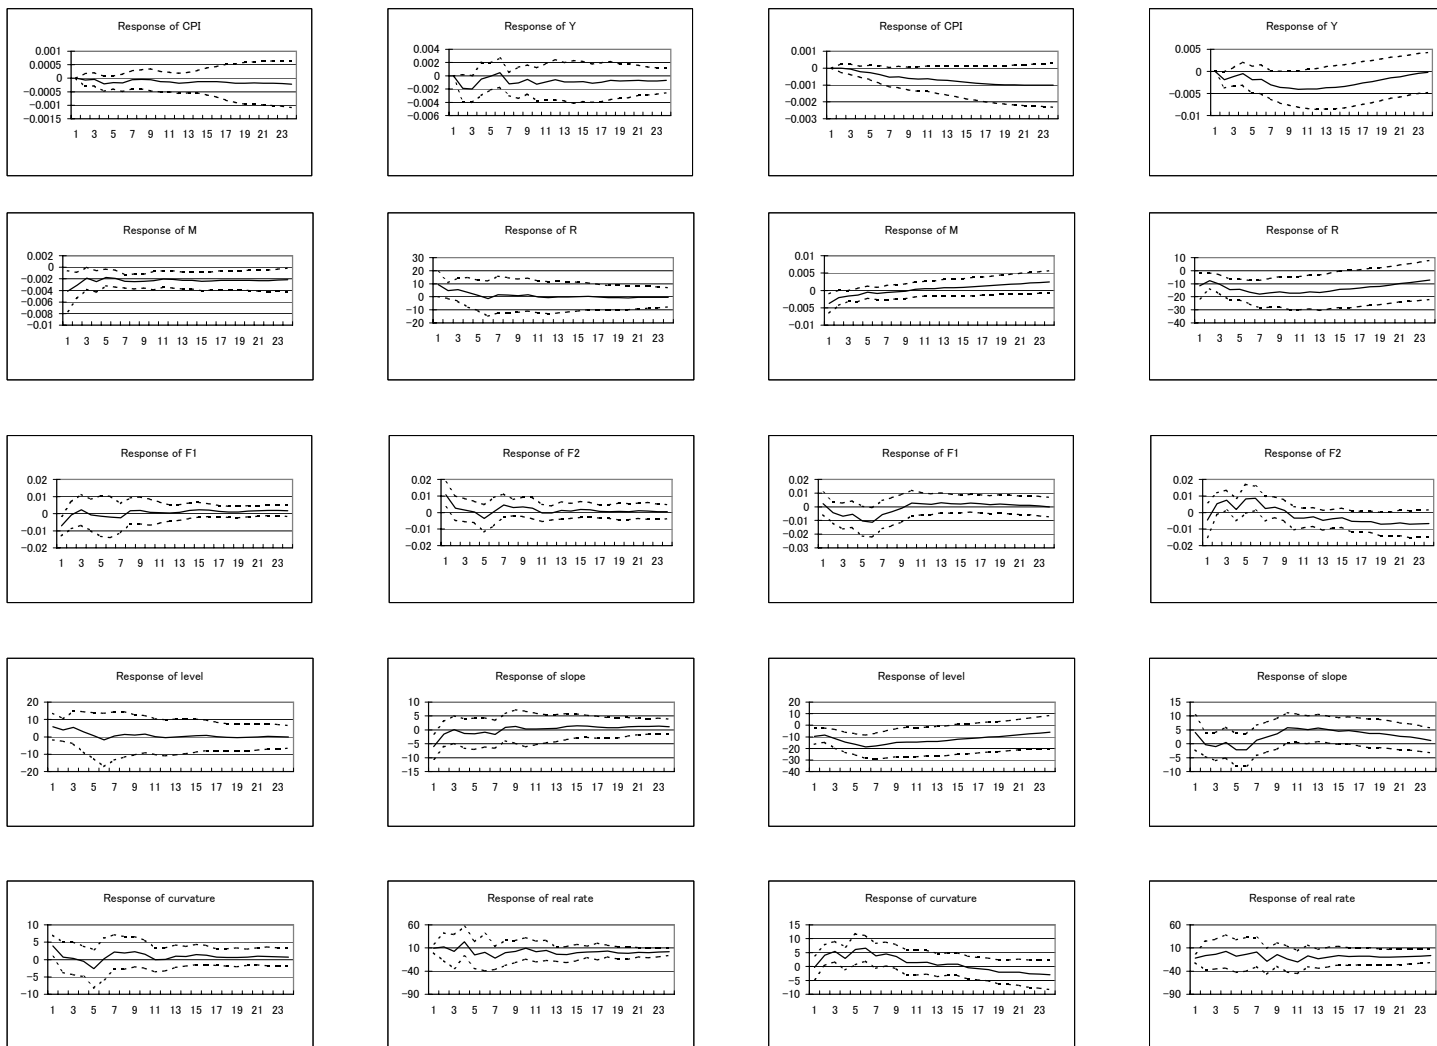 Response of CPI
0.001
0.0005
0
−0.0005
−0.001
−0.0015
1 3 5 7 9 11 13 15 17 19 21 23
Response of Y
0.004
0.002
0
−0.002
−0.004
−0.006
1 3 5 7 9 11 13 15 17 19 21 23
Response of CPI
0.001
0
−0.001
−0.002
−0.003
1 3 5 7 9 11 13 15 17 19 21 23
Response of Y
0.005
0
−0.005
−0.01
1 3 5 7 9 11 13 15 17 19 21 23
Response of M
0.002
0
−0.002
−0.004
−0.006
−0.008
−0.01
1 3 5 7 9 11 13 15 17 19 21 23
Response of R
30
20
10
0
−10
−20
1 3 5 7 9 11 13 15 17 19 21 23
Response of M
0.01
0.005
0
−0.005
−0.01
1 3 5 7 9 11 13 15 17 19 21 23
Response of R
10
0
−10
−20
−30
−40
1 3 5 7 9 11 13 15 17 19 21 23
Response of F1
0.02
0.01
0
−0.01
−0.02
1 3 5 7 9 11 13 15 17 19 21 23
Response of F2
0.02
0.01
0
−0.01
−0.02
1 3 5 7 9 11 13 15 17 19 21 23
Response of F1
0.02
0.01
0
−0.01
−0.02
−0.03
1 3 5 7 9 11 13 15 17 19 21 23
Response of F2
0.02
0.01
0
−0.01
−0.02
1 3 5 7 9 11 13 15 17 19 21 23
Response of level
20
10
0
−10
−20
1 3 5 7 9 11 13 15 17 19 21 23
Response of slope
10
5
0
−5
−10
−15
1 3 5 7 9 11 13 15 17 19 21 23
Response of level
20
10
0
−10
−20
−30
−40
1 3 5 7 9 11 13 15 17 19 21 23
Response of slope
15
10
5
0
−5
−10
1 3 5 7 9 11 13 15 17 19 21 23
Response of curvature
10
5
0
−5
−10
1 3 5 7 9 11 13 15 17 19 21 23
Response of real rate
60
10
−40
−90
1 3 5 7 9 11 13 15 17 19 21 23
Response of curvature
15
10
5
0
−5
−10
1 3 5 7 9 11 13 15 17 19 21 23
Response of real rate
60
10
−40
−90
1 3 5 7 9 11 13 15 17 19 21 23